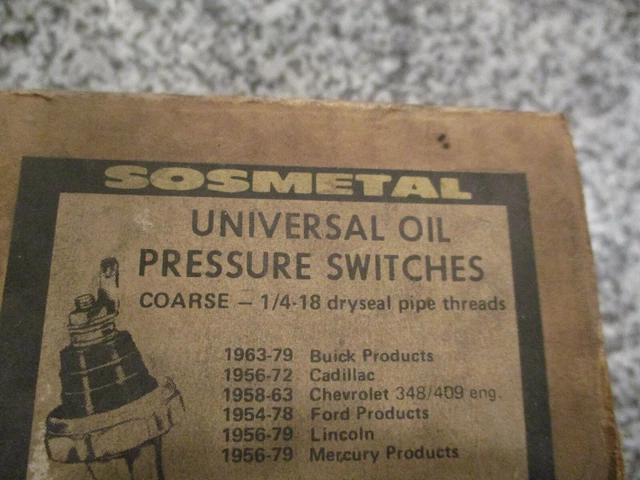 SOSMETAL
UNIVERSAL OIL
PRESSURE SWITCHES
COARSE — 1/4-18 dryseal pipe threads
1963-79 Buick Products
1956-72 Cadillac
1958-63 Chevrolet 348/409 eng.
1954-78 Ford Products
1956-79 Lincoln
1956-79 Mercury Products